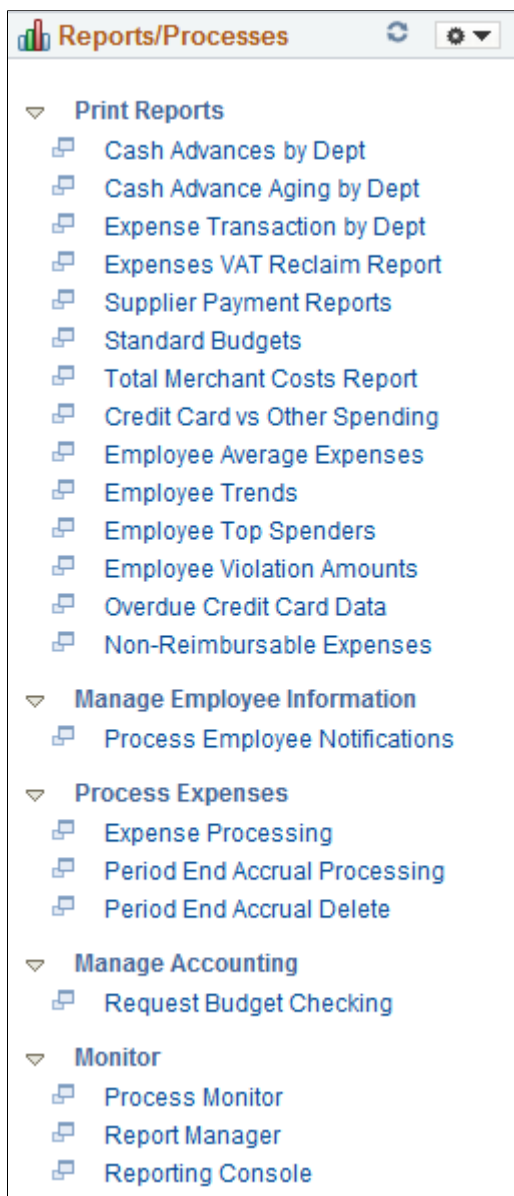 Reports/Processes
Print Reports
Cash Advances by Dept
Cash Advance Aging by Dept
Expense Transaction by Dept
Expenses VAT Reclaim Report
Supplier Payment Reports
Standard Budgets
Total Merchant Costs Report
Credit Card vs Other Spending
Employee Average Expenses
Employee Trends
Employee Top Spenders
Employee Violation Amounts
Overdue Credit Card Data
Non-Reimbursable Expenses
Manage Employee Information
Process Employee Notifications
Process Expenses
Expense Processing
Period End Accrual Processing
Period End Accrual Delete
Manage Accounting
Request Budget Checking
Monitor
Process Monitor
Report Manager
Reporting Console